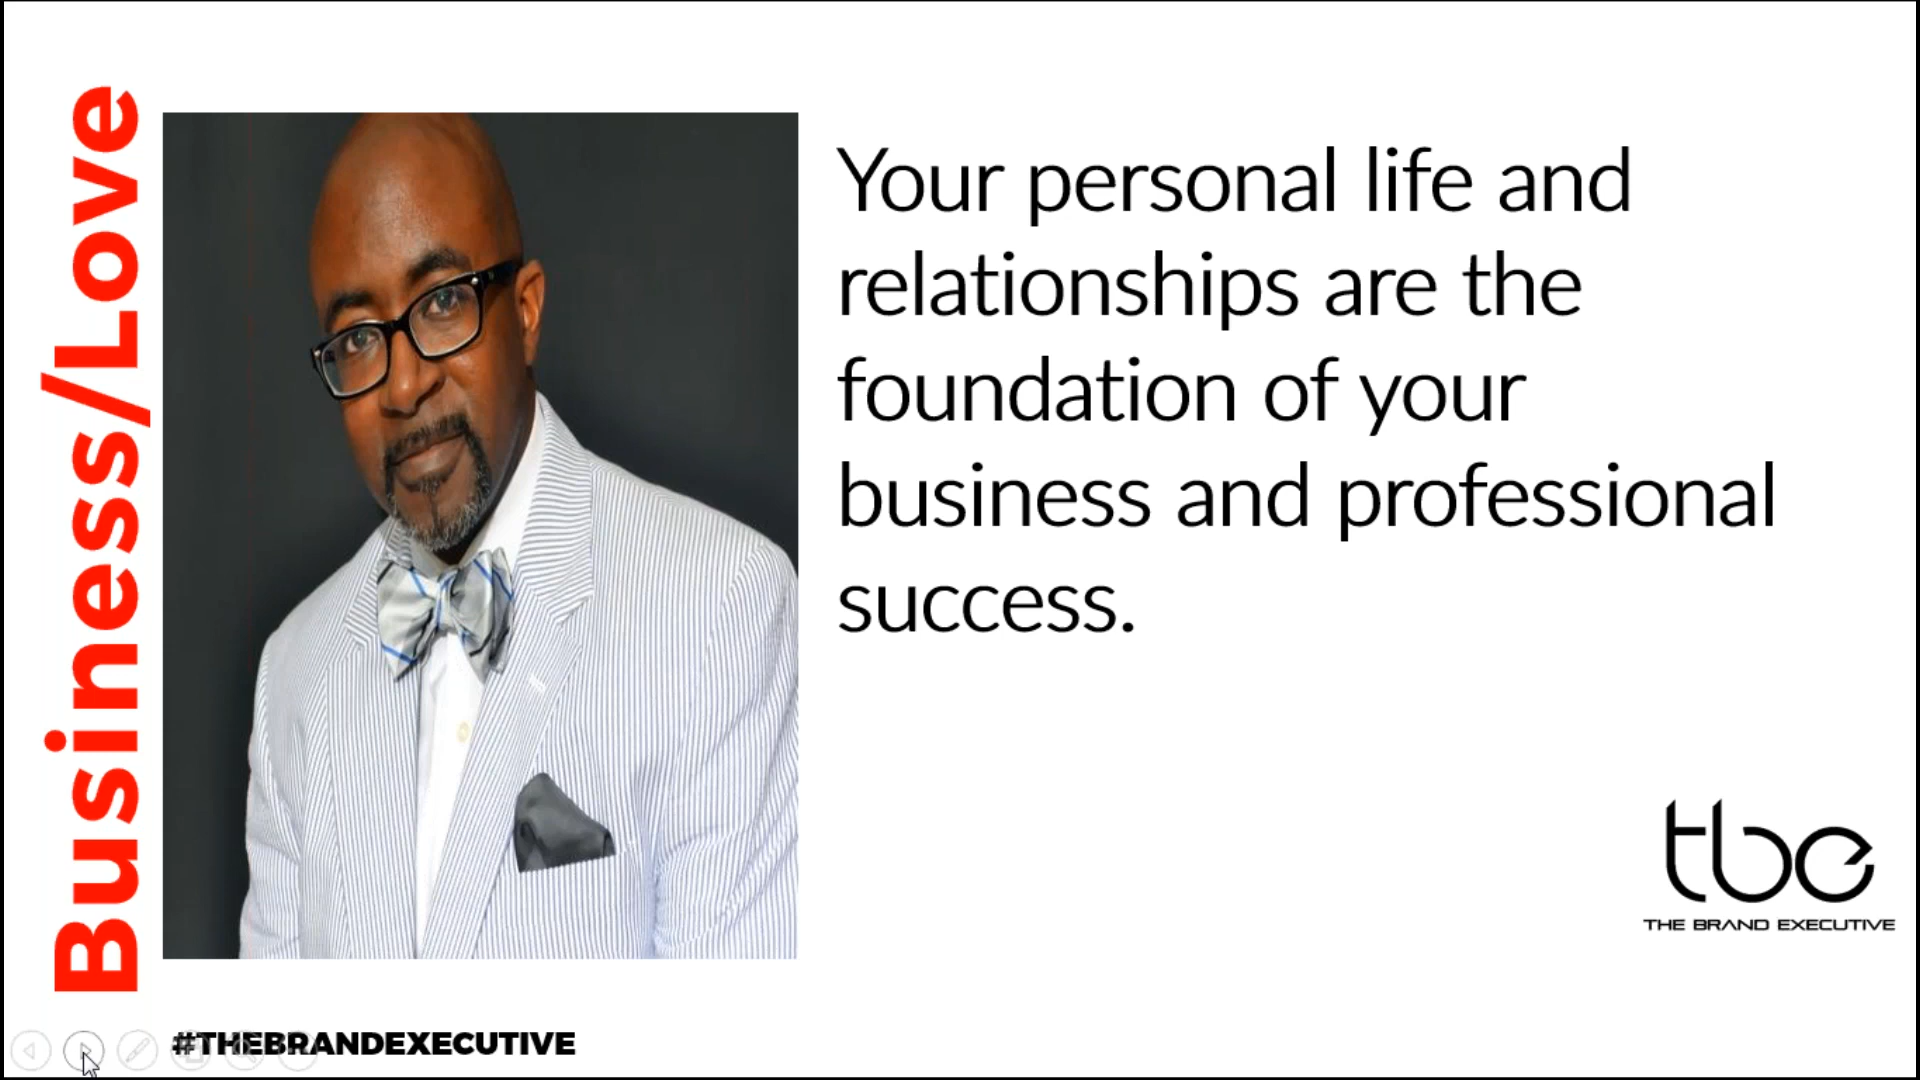 Business/Love
Your personal life and
relationships are the
foundation of your
business and professional
success.
tbe
THE BRAND EXECUTIVE
#THEBRANDEXECUTIVE